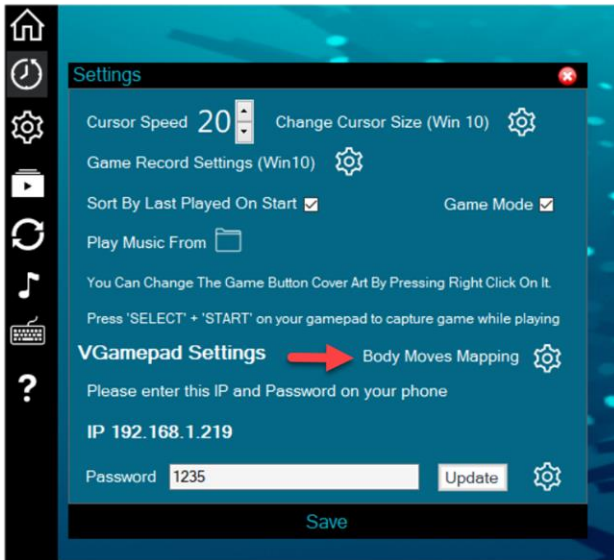 Settings
Cursor Speed 20 Change Cursor Size (Win 10)
Game Record Settings (Win10)
Sort By Last Played On Start Game Mode
Play Music From
You Can Change The Game Button Cover Art By Pressing Right Click On It.
Press 'SELECT' + 'START' on your gamepad to capture game while playing
VGamepad Settings Body Moves Mapping
Please enter this IP and Password on your phone
IP 192.168.1.219
Password 1235 Update
Save
?